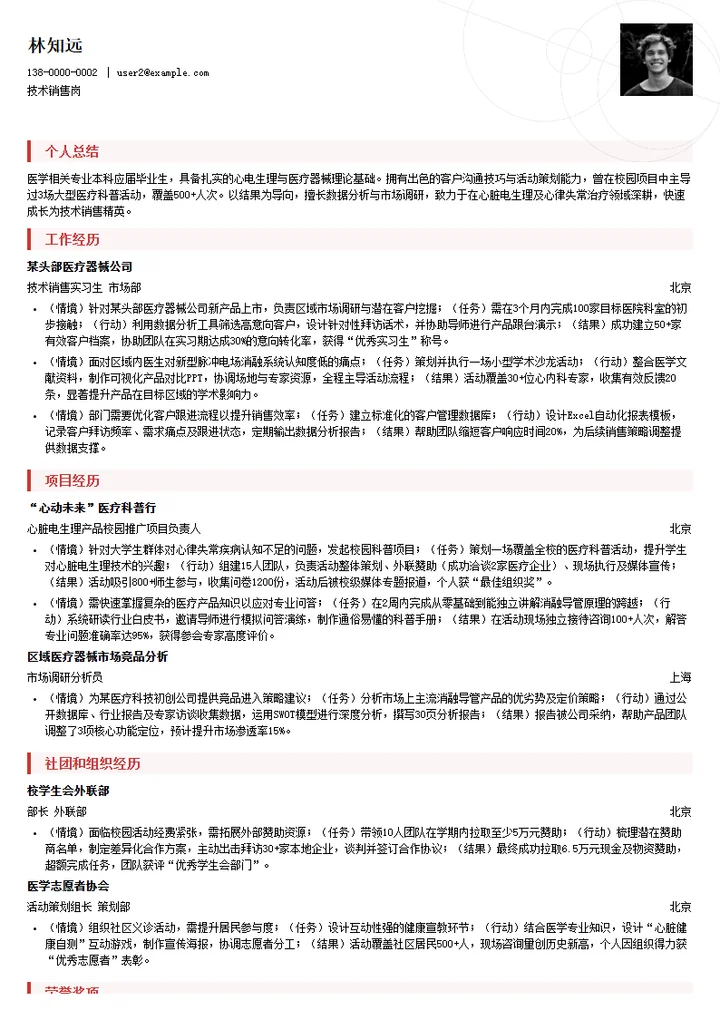 林知远
138-0000-0002 | user2@example.com
技术销售岗
个人总结
医学相关专业本科应届毕业生，具备扎实的心电生理与医疗器械理论基础。拥有出色的客户沟通技巧与活动策划能力，曾在校园项目中主导
过3场大型医疗科普活动，覆盖500+人次。以结果为导向，擅长数据分析与市场调研，致力于在心脏电生理及心律失常治疗领域深耕，快速
成长为技术销售精英。
工作经历
某头部医疗器械公司
技术销售实习生 市场部 北京
• （情境）针对某头部医疗器械公司新产品上市，负责区域市场调研与潜在客户挖掘；（任务）需在3个月内完成100家目标医院科室的初
步接触；（行动）利用数据分析工具筛选高意向客户，设计针对性拜访话术，并协助导师进行产品跟台演示；（结果）成功建立50+家
有效客户档案，协助团队在实习期达成30%的意向转化率，获得“优秀实习生”称号。
• （情境）面对区域内医生对新型脉冲电场消融系统认知度低的痛点；（任务）策划并执行一场小型学术沙龙活动；（行动）整合医学文
献资料，制作可视化产品对比PPT，协调场地与专家资源，全程主导活动流程；（结果）活动覆盖30+位心内科专家，收集有效反馈20
条，显著提升产品在目标区域的学术影响力。
• （情境）部门需要优化客户跟进流程以提升销售效率；（任务）建立标准化的客户管理数据库；（行动）设计Excel自动化报表模板，
记录客户拜访频率、需求痛点及跟进状态，定期输出数据分析报告；（结果）帮助团队缩短客户响应时间20%，为后续销售策略调整提
供数据支撑。
项目经历
“心动未来”医疗科普行
心脏电生理产品校园推广项目负责人 北京
• （情境）针对大学生群体对心律失常疾病认知不足的问题，发起校园科普项目；（任务）策划一场覆盖全校的医疗科普活动，提升学生
对心脏电生理技术的兴趣；（行动）组建15人团队，负责活动整体策划、外联赞助（成功洽谈2家医疗企业）、现场执行及媒体宣传；
（结果）活动吸引800+师生参与，收集问卷1200份，活动后被校级媒体专题报道，个人获“最佳组织奖”。
• （情境）需快速掌握复杂的医疗产品知识以应对专业问答；（任务）在2周内完成从零基础到能独立讲解消融导管原理的跨越；（行
动）系统研读行业白皮书，邀请导师进行模拟问答演练，制作通俗易懂的科普手册；（结果）在活动现场独立接待咨询100+人次，解答
专业问题准确率达95%，获得参会专家高度评价。
区域医疗器械市场竞品分析
市场调研分析员 上海
• （情境）为某医疗科技初创公司提供竞品进入策略建议；（任务）分析市场上主流消融导管产品的优劣势及定价策略；（行动）通过公
开数据库、行业报告及专家访谈收集数据，运用SWOT模型进行深度分析，撰写30页分析报告；（结果）报告被公司采纳，帮助产品团队
调整了3项核心功能定位，预计提升市场渗透率15%。
社团和组织经历
校学生会外联部
部长 外联部 北京
• （情境）面临校园活动经费紧张，需拓展外部赞助资源；（任务）带领10人团队在学期内拉取至少5万元赞助；（行动）梳理潜在赞助
商名单，制定差异化合作方案，主动出击拜访30+家本地企业，谈判并签订合作协议；（结果）最终成功拉取6.5万元现金及物资赞助，
超额完成任务，团队获评“优秀学生会部门”。
医学志愿者协会
活动策划组长 策划部 北京
• （情境）组织社区义诊活动，需提升居民参与度；（任务）设计互动性强的健康宣教环节；（行动）结合医学专业知识，设计“心脏健
康自测”互动游戏，制作宣传海报，协调志愿者分工；（结果）活动覆盖社区居民500+人，现场咨询量创历史新高，个人因组织得力获
“优秀志愿者”表彰。
荣誉奖项